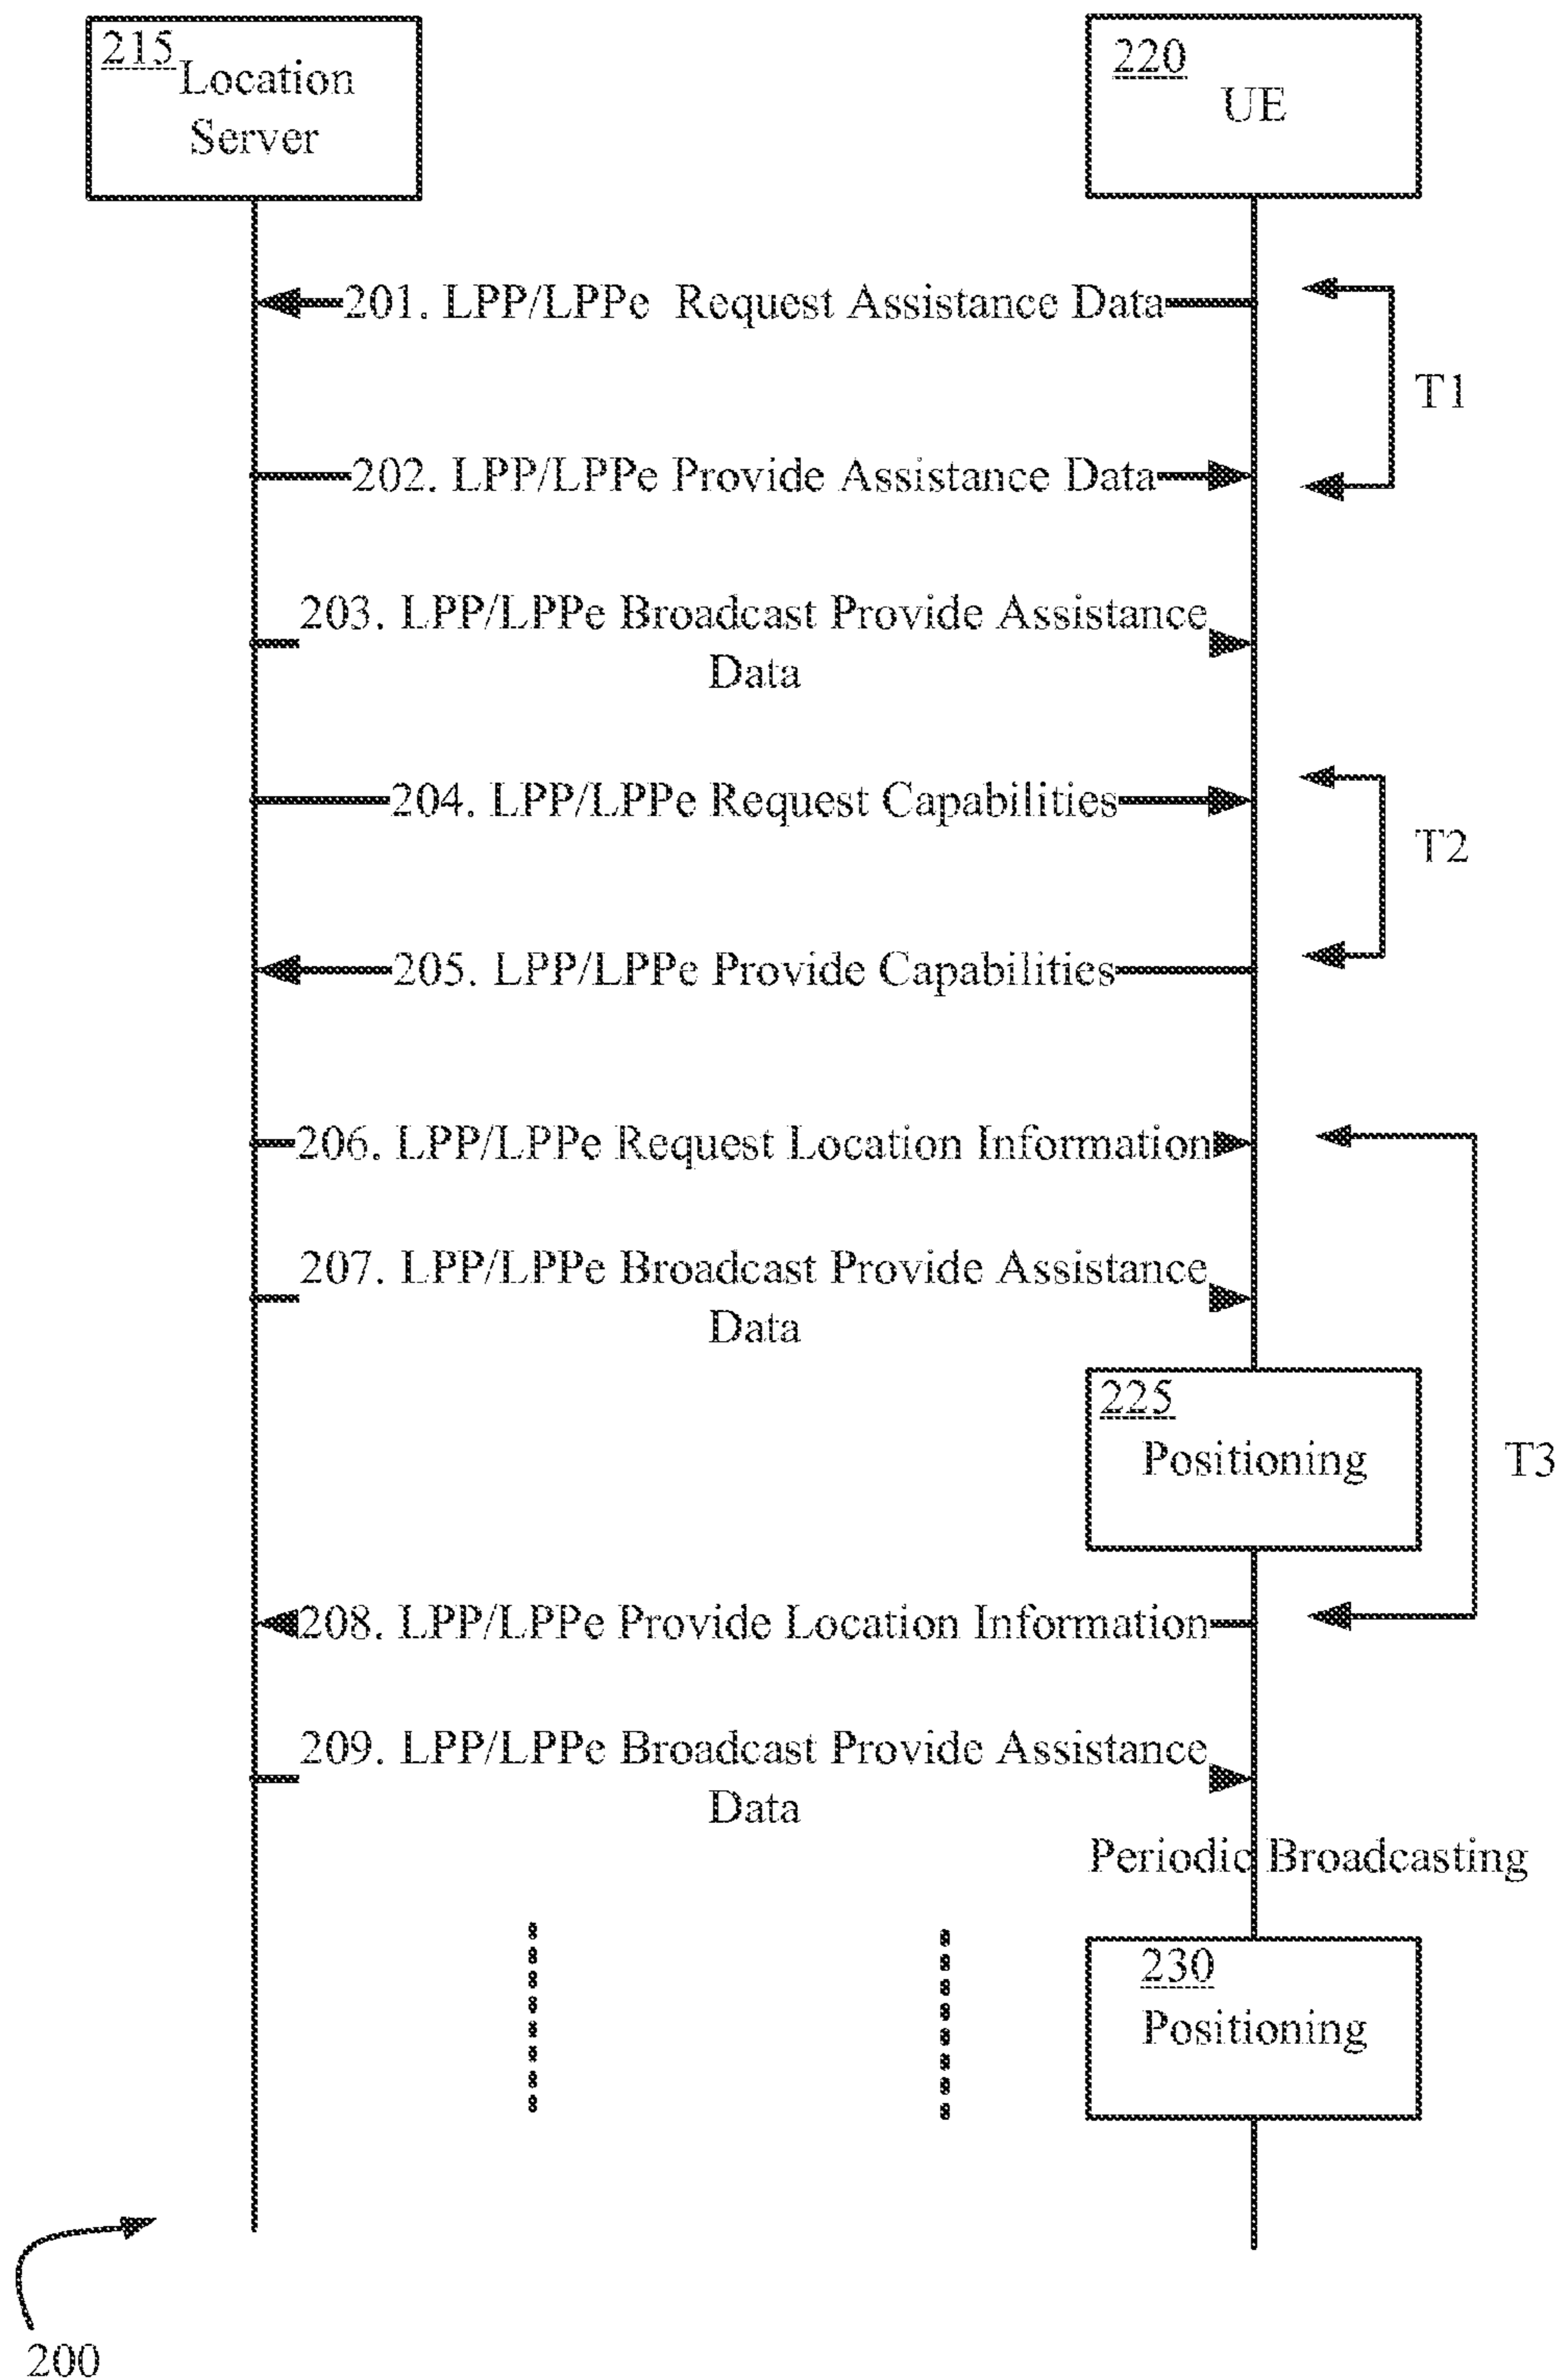 215
Location
Server
220
UE
201. LPP/LPPe Request Assistance Data
T1
202. LPP/LPPe Provide Assistance Data
203. LPP/LPPe Broadcast Provide Assistance
Data
204. LPP/LPPe Request Capabilities
T2
205. LPP/LPPe Provide Capabilities
206. LPP/LPPe Request Location Information
207. LPP/LPPe Broadcast Provide Assistance
Data
225
Positioning
T3
208. LPP/LPPe Provide Location Information
209. LPP/LPPe Broadcast Provide Assistance
Data
Periodic Broadcasting
230
Positioning
200